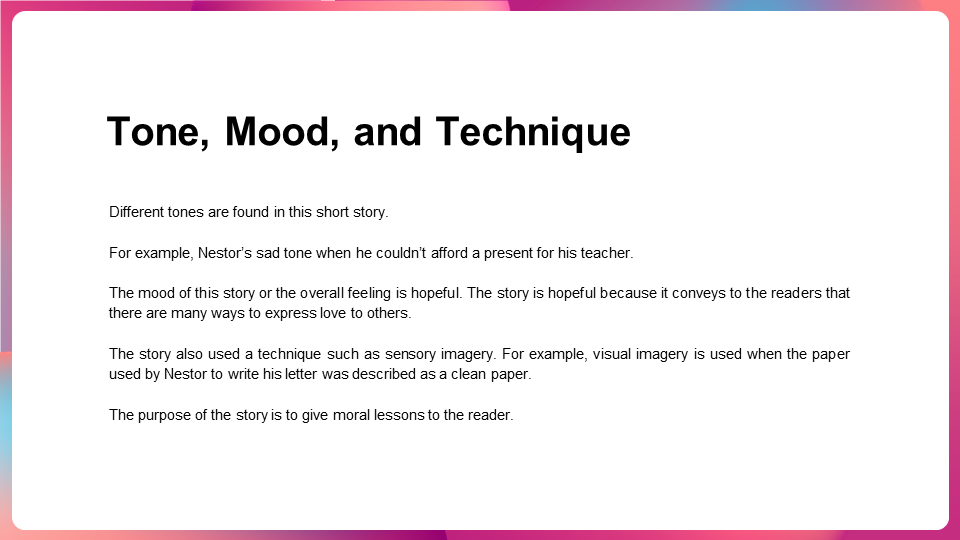 Tone, Mood, and Technique
Different tones are found in this short story.
For example, Nestor’s sad tone when he couldn’t afford a present for his teacher.
The mood of this story or the overall feeling is hopeful. The story is hopeful because it conveys to the readers that
there are many ways to express love to others.
The story also used a technique such as sensory imagery. For example, visual imagery is used when the paper
used by Nestor to write his letter was described as a clean paper.
The purpose of the story is to give moral lessons to the reader.